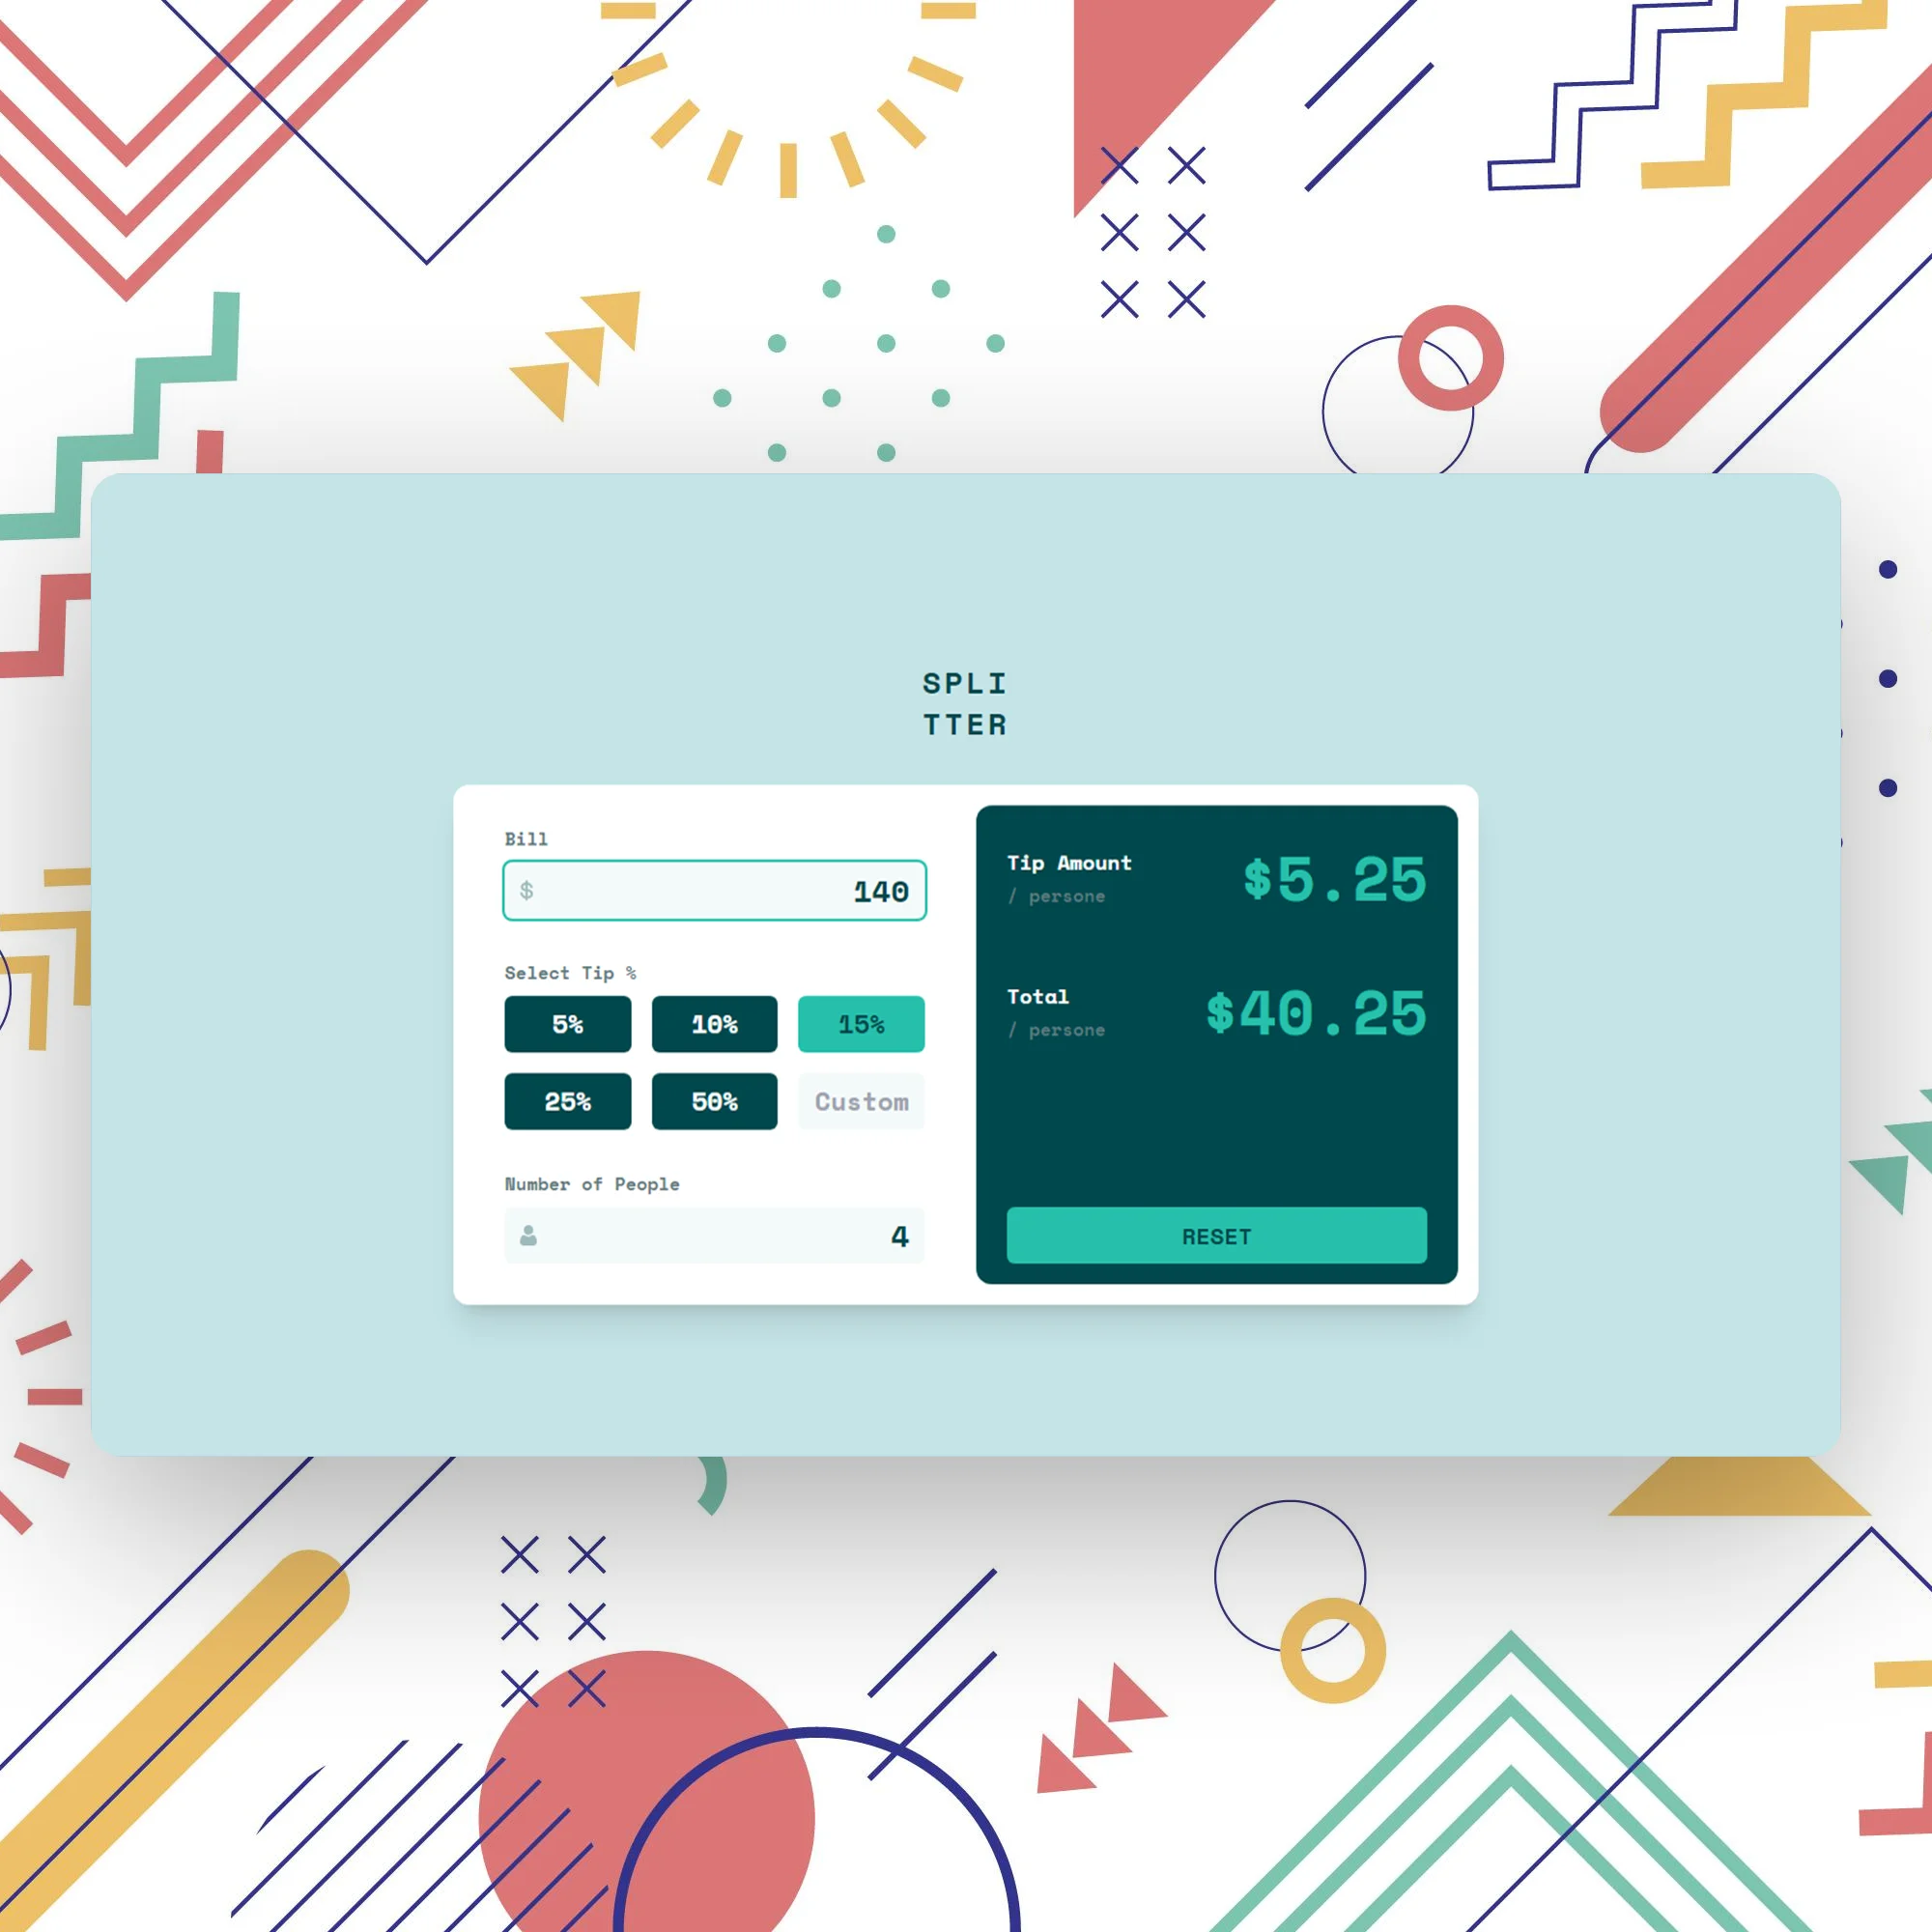 SPLI
TTER
Bill
$ 140
Select Tip %
5% 10% 15%
25% 50% Custom
Number of People
4
Tip Amount
/ persone
$5.25
Total
/ persone
$40.25
RESET